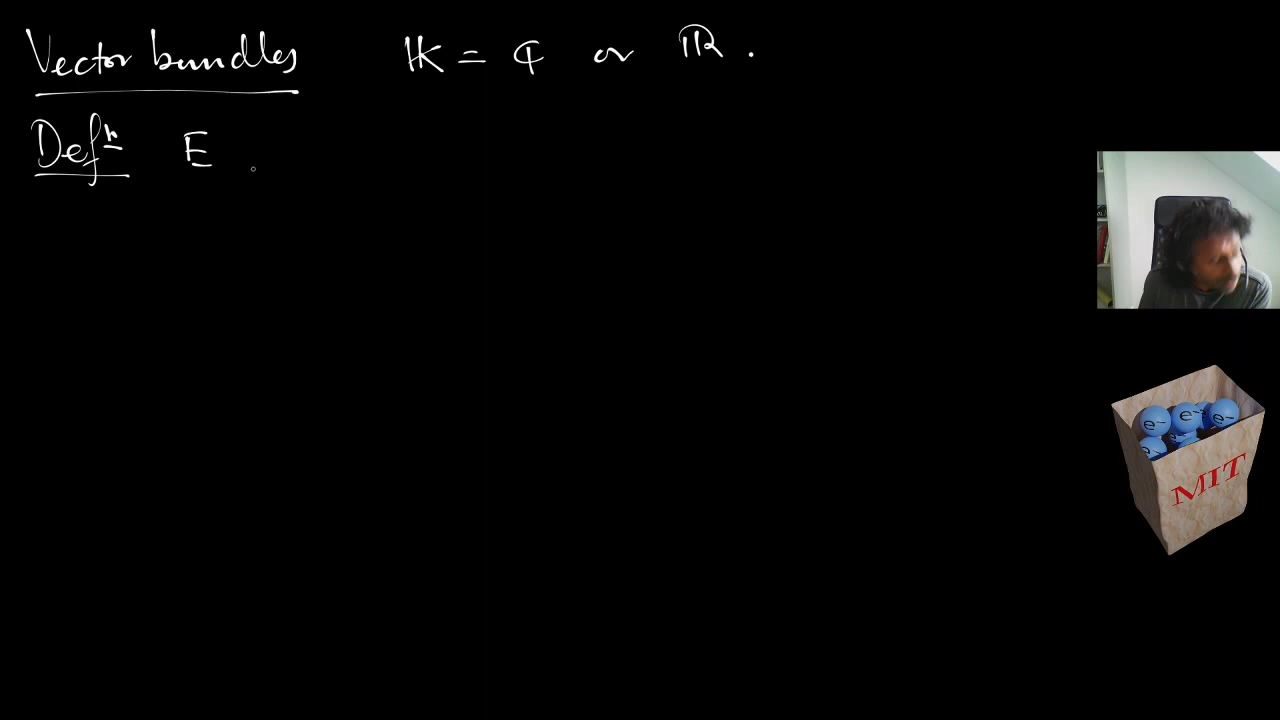 Vector bundles 𝕂 = ℂ or ℝ.
Defⁿ E
e⁻ e⁻ e⁻
e⁻ e
MIT